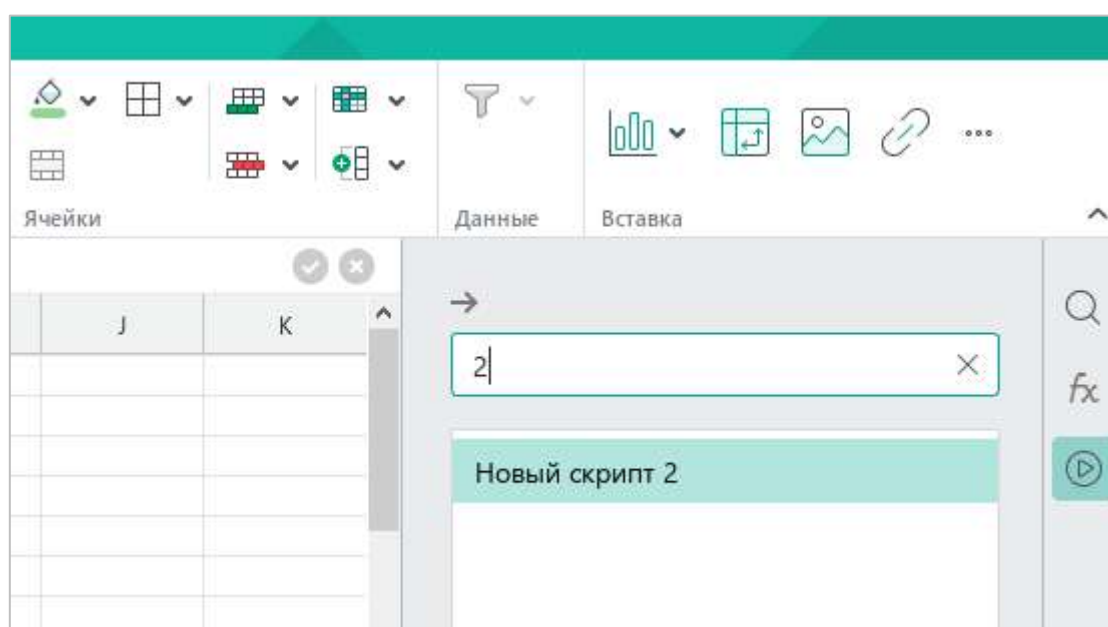 Ячейки
Данные
Вставка
J
K
2
fx
Новый скрипт 2